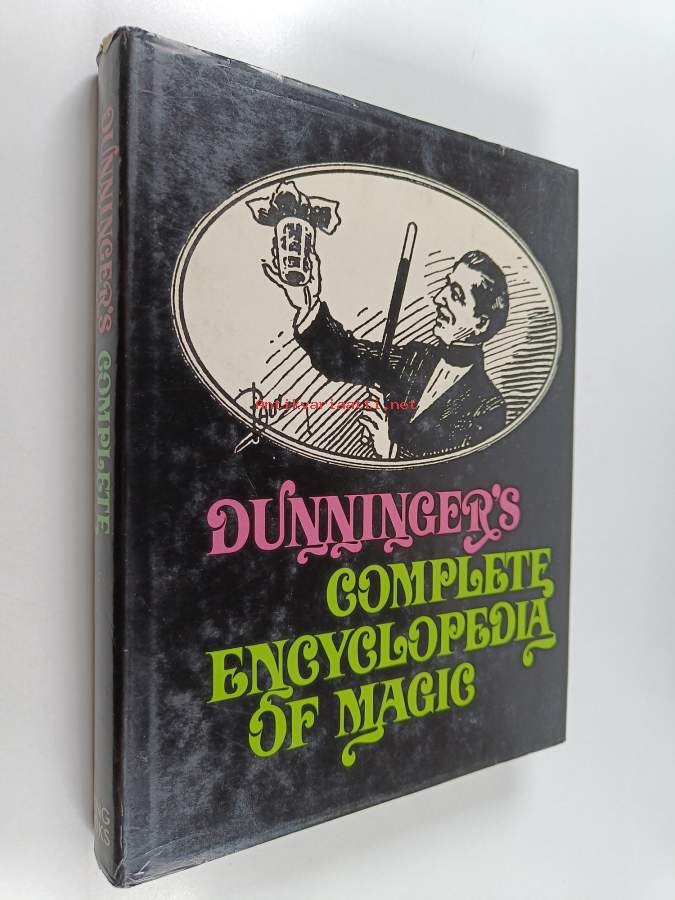 DUNNINGER'S COMPLETE
Antikvariaatti.net
DUNNINGER'S
COMPLETE
ENCYCLOPEDIA
OF MAGIC